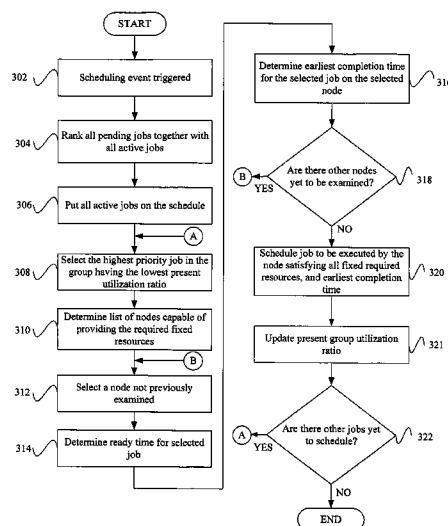 START
302
Scheduling event triggered
304
Rank all pending jobs together with
all active jobs
306
Put all active jobs on the schedule
A
308
Select the highest priority job in the
group having the lowest present
utilization ratio
310
Determine list of nodes capable of
providing the required fixed
resources
B
312
Select a node not previously
examined
314
Determine ready time for selected
job
Determine earliest completion time
for the selected job on the selected
node
316
Are there other nodes
yet to be examined?
318
B
YES
NO
Schedule job to be executed by the
node satisfying all fixed required
resources, and earliest completion
time
320
Update present group utilization
ratio
321
Are there other jobs yet
to schedule?
322
A
YES
NO
END